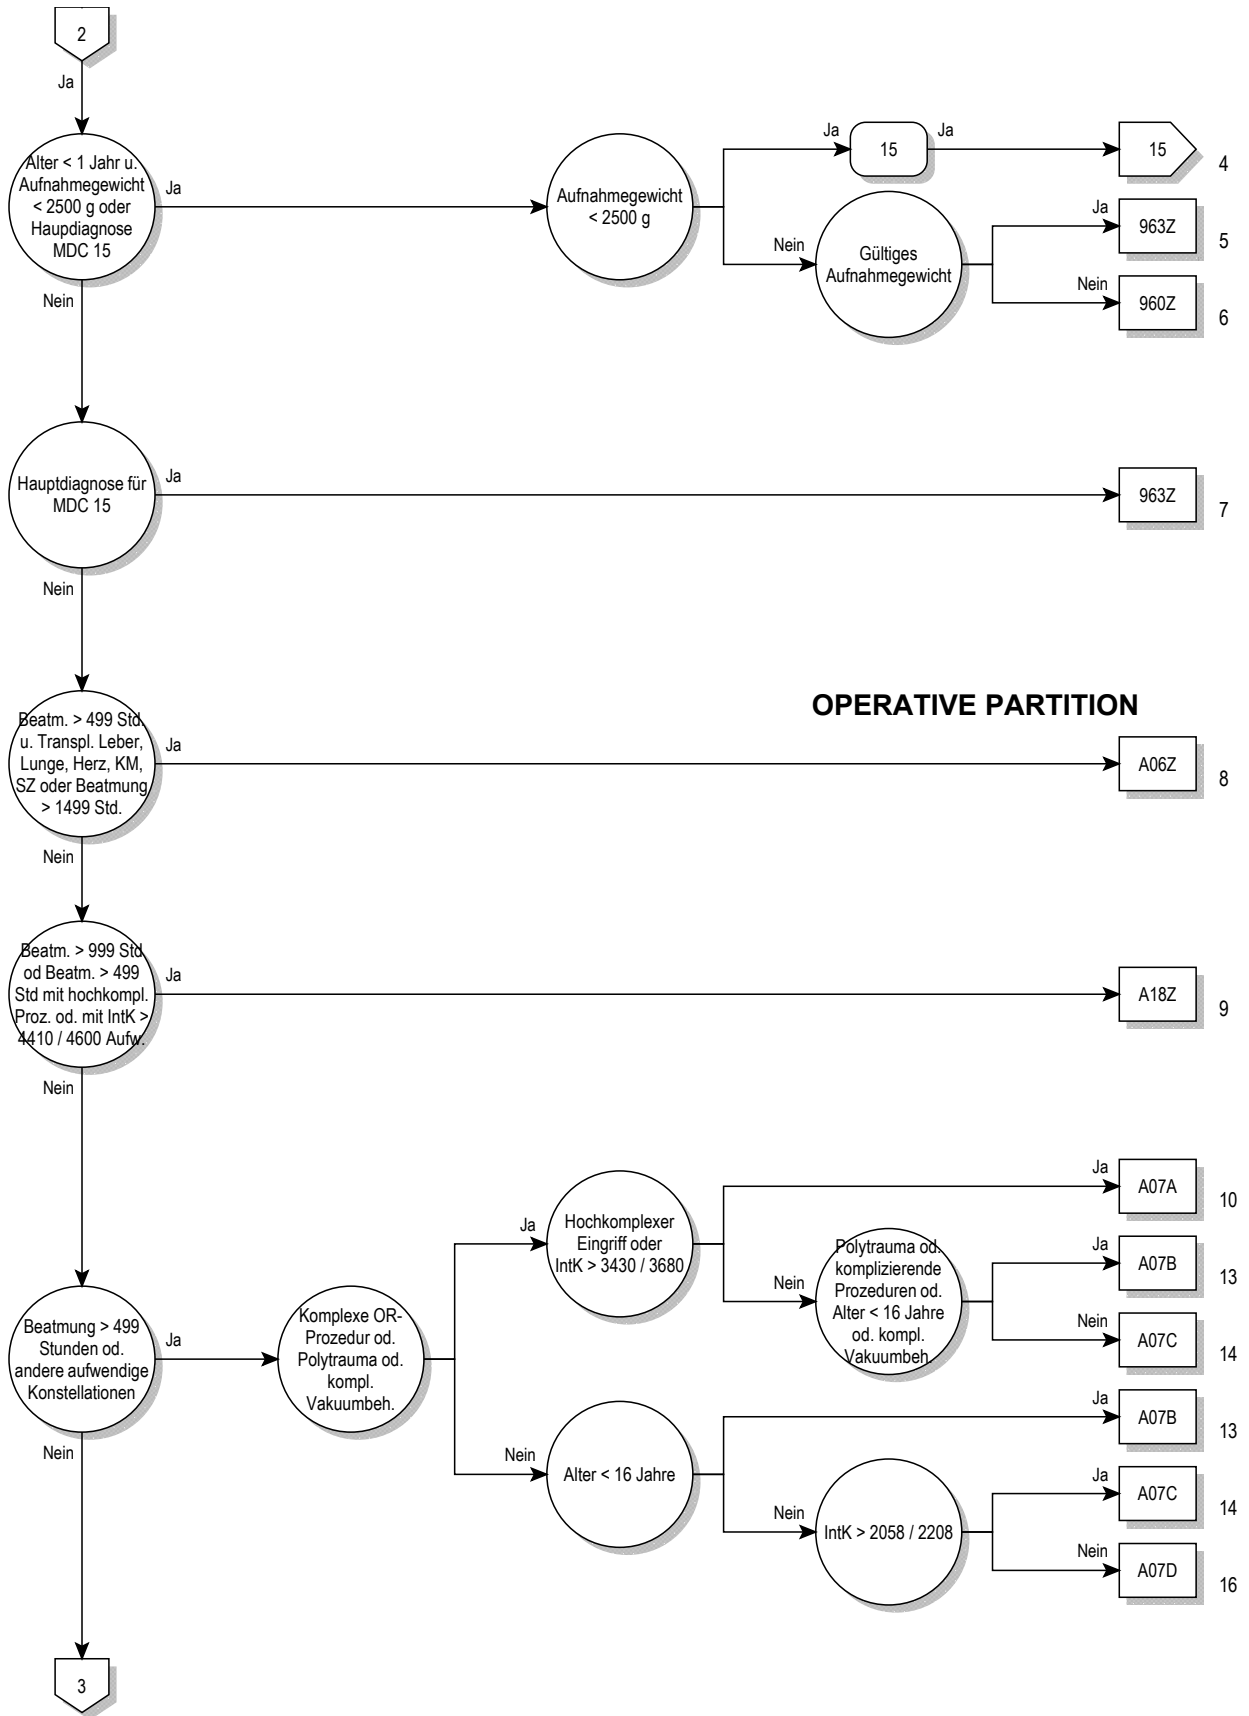 2
Ja
Alter < 1 Jahr u.
Aufnahmegewicht
< 2500 g oder
Haupdiagnose
MDC 15
Ja
Aufnahmegewicht
< 2500 g
Ja
15
Ja
15
4
Nein
Gültiges
Aufnahmegewicht
Ja
963Z
5
Nein
960Z
6
Nein
Hauptdiagnose für
MDC 15
Ja
963Z
7
Nein
OPERATIVE PARTITION
Beatm. > 499 Std.
u. Transpl. Leber,
Lunge, Herz, KM,
SZ oder Beatmung
> 1499 Std.
Ja
A06Z
8
Nein
Beatm. > 999 Std
od Beatm. > 499
Std mit hochkompl.
Proz. od. mit IntK >
4410 / 4600 Aufw.
Ja
A18Z
9
Nein
Beatmung > 499
Stunden od.
andere aufwendige
Konstellationen
Ja
Komplexe OR-
Prozedur od.
Polytrauma od.
kompl.
Vakuumbeh.
Ja
Hochkomplexer
Eingriff oder
IntK > 3430 / 3680
Ja
A07A
10
Nein
Polytrauma od.
komplizierende
Prozeduren od.
Alter < 16 Jahre
od. kompl.
Vakuumbeh.
Ja
A07B
13
Nein
A07C
14
Nein
Alter < 16 Jahre
Ja
A07B
13
Nein
IntK > 2058 / 2208
Ja
A07C
14
Nein
A07D
16
Nein
3